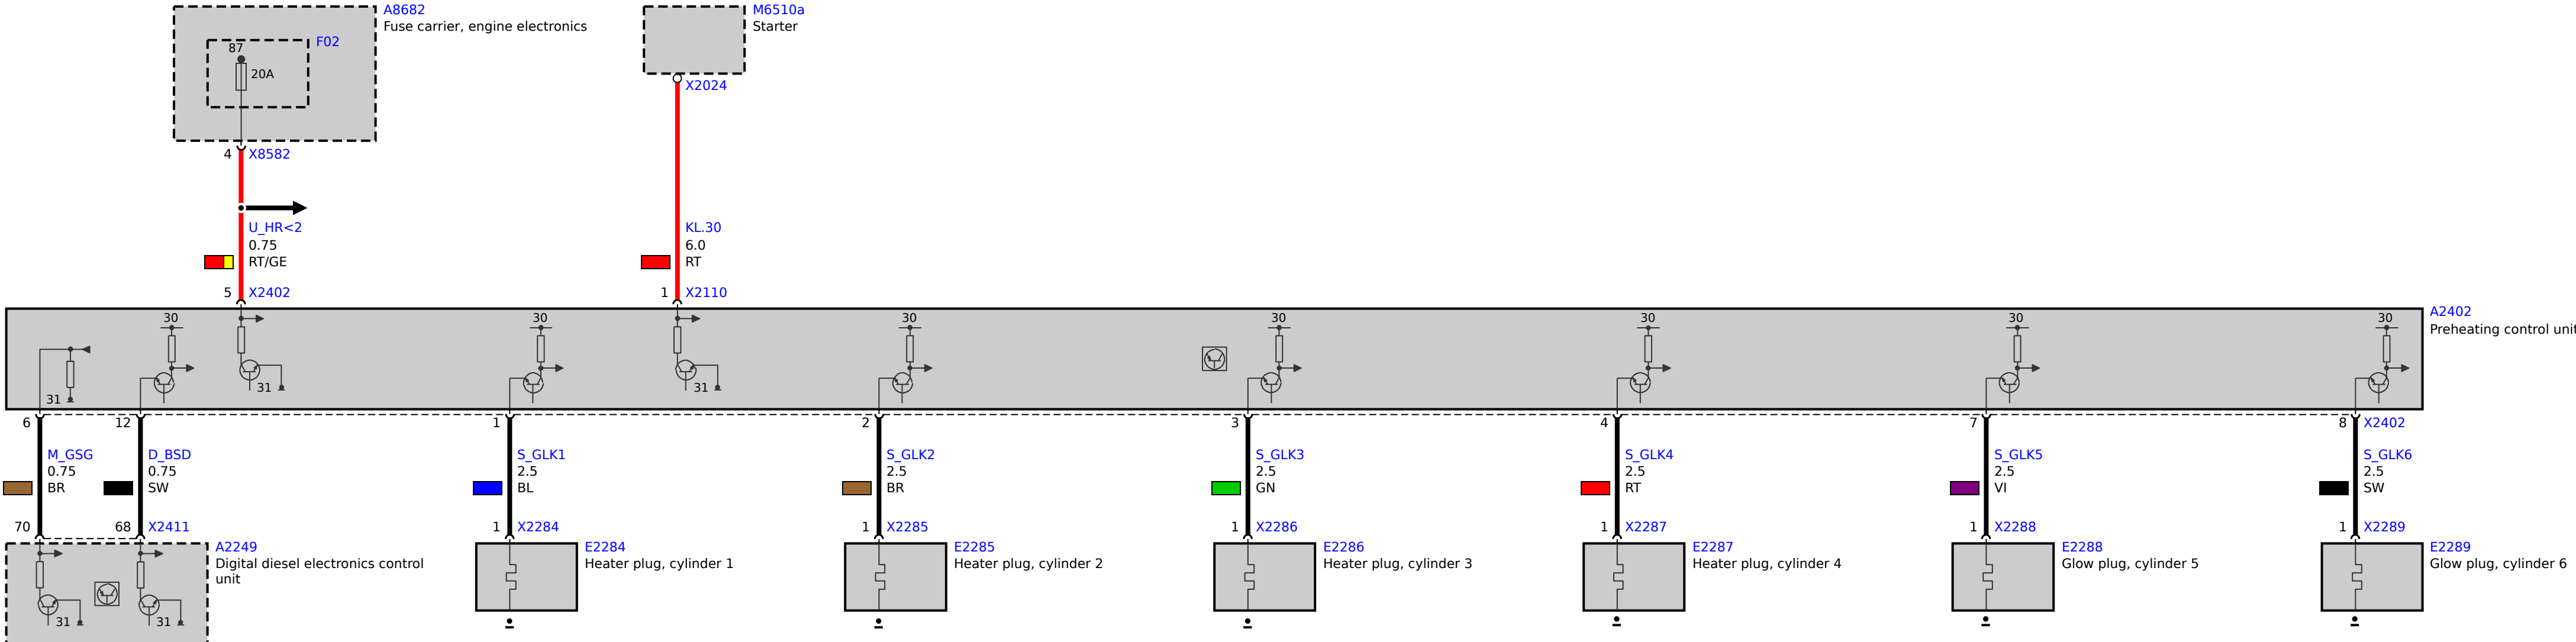 A8682
Fuse carrier, engine electronics
F02
87
20A
4 X8582
U_HR<2
0.75
RT/GE
5 X2402
M6510a
Starter
X2024
KL.30
6.0
RT
1 X2110
A2402
Preheating control unit
30
30
30
30
30
30
30
31
31
31
6
12
1
2
3
4
7
8 X2402
M_GSG
0.75
BR
70
D_BSD
0.75
SW
68 X2411
S_GLK1
2.5
BL
1 X2284
S_GLK2
2.5
BR
1 X2285
S_GLK3
2.5
GN
1 X2286
S_GLK4
2.5
RT
1 X2287
S_GLK5
2.5
VI
1 X2288
S_GLK6
2.5
SW
1 X2289
A2249
Digital diesel electronics control
unit
31
31
E2284
Heater plug, cylinder 1
E2285
Heater plug, cylinder 2
E2286
Heater plug, cylinder 3
E2287
Heater plug, cylinder 4
E2288
Glow plug, cylinder 5
E2289
Glow plug, cylinder 6